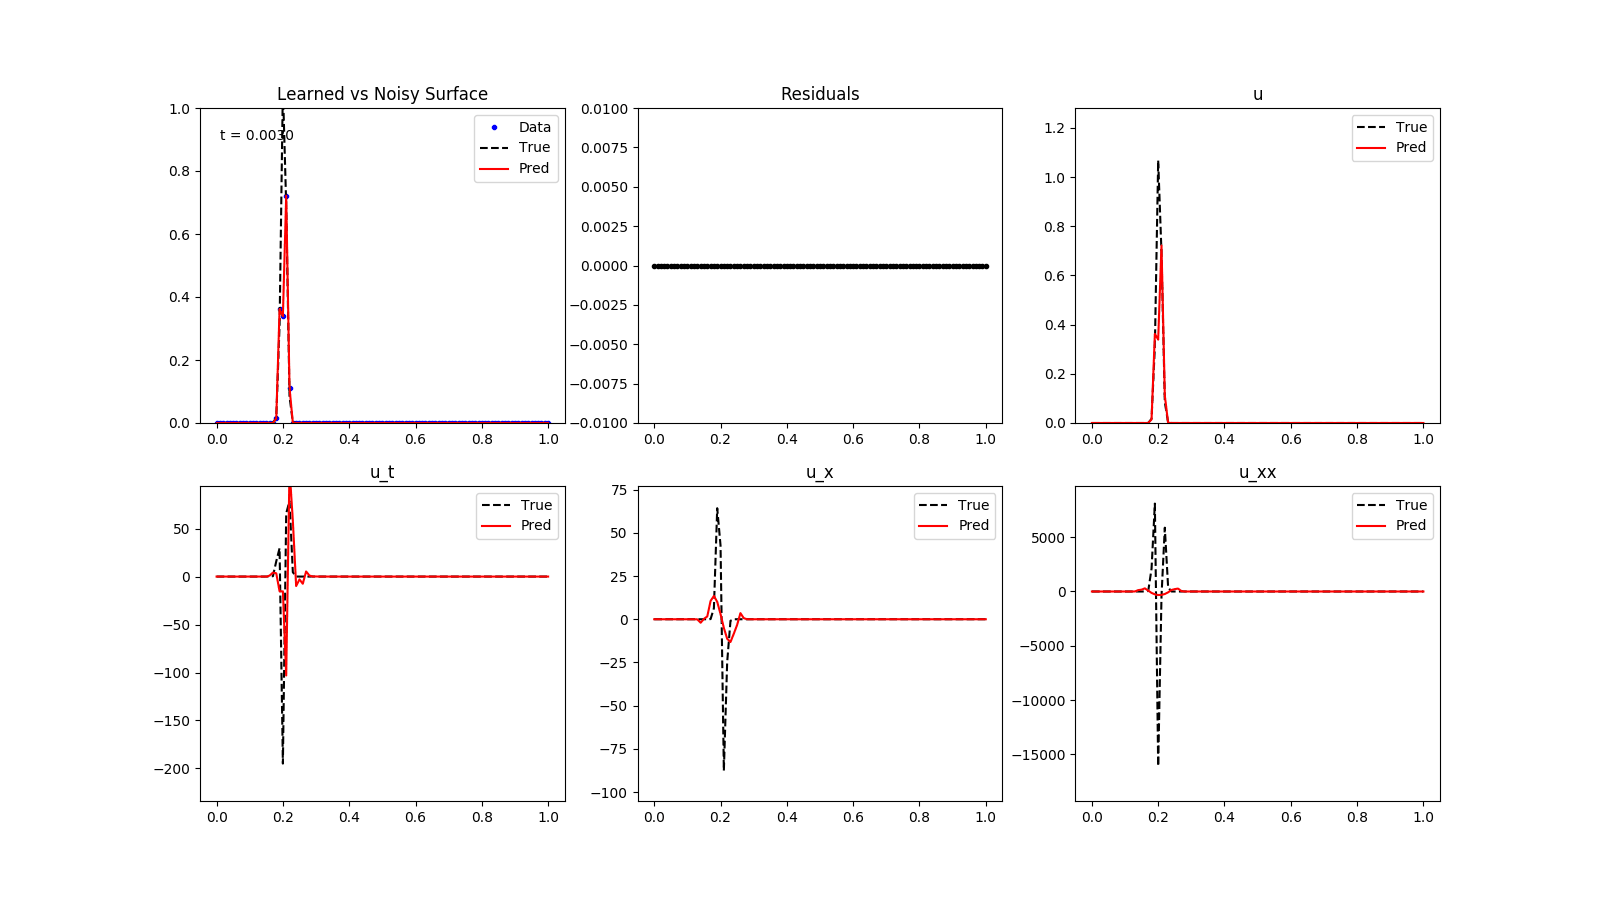 Learned vs Noisy Surface
1.0
0.8
0.6
0.4
0.2
0.0
t = 0.0030
Data
True
Pred
0.0 0.2 0.4 0.6 0.8 1.0
Residuals
0.0100
0.0075
0.0050
0.0025
0.0000
−0.0025
−0.0050
−0.0075
−0.0100
0.0 0.2 0.4 0.6 0.8 1.0
u
1.2
1.0
0.8
0.6
0.4
0.2
0.0
True
Pred
0.0 0.2 0.4 0.6 0.8 1.0
u_t
50
0
−50
−100
−150
−200
True
Pred
0.0 0.2 0.4 0.6 0.8 1.0
u_x
75
50
25
0
−25
−50
−75
−100
True
Pred
0.0 0.2 0.4 0.6 0.8 1.0
u_xx
5000
0
−5000
−10000
−15000
True
Pred
0.0 0.2 0.4 0.6 0.8 1.0